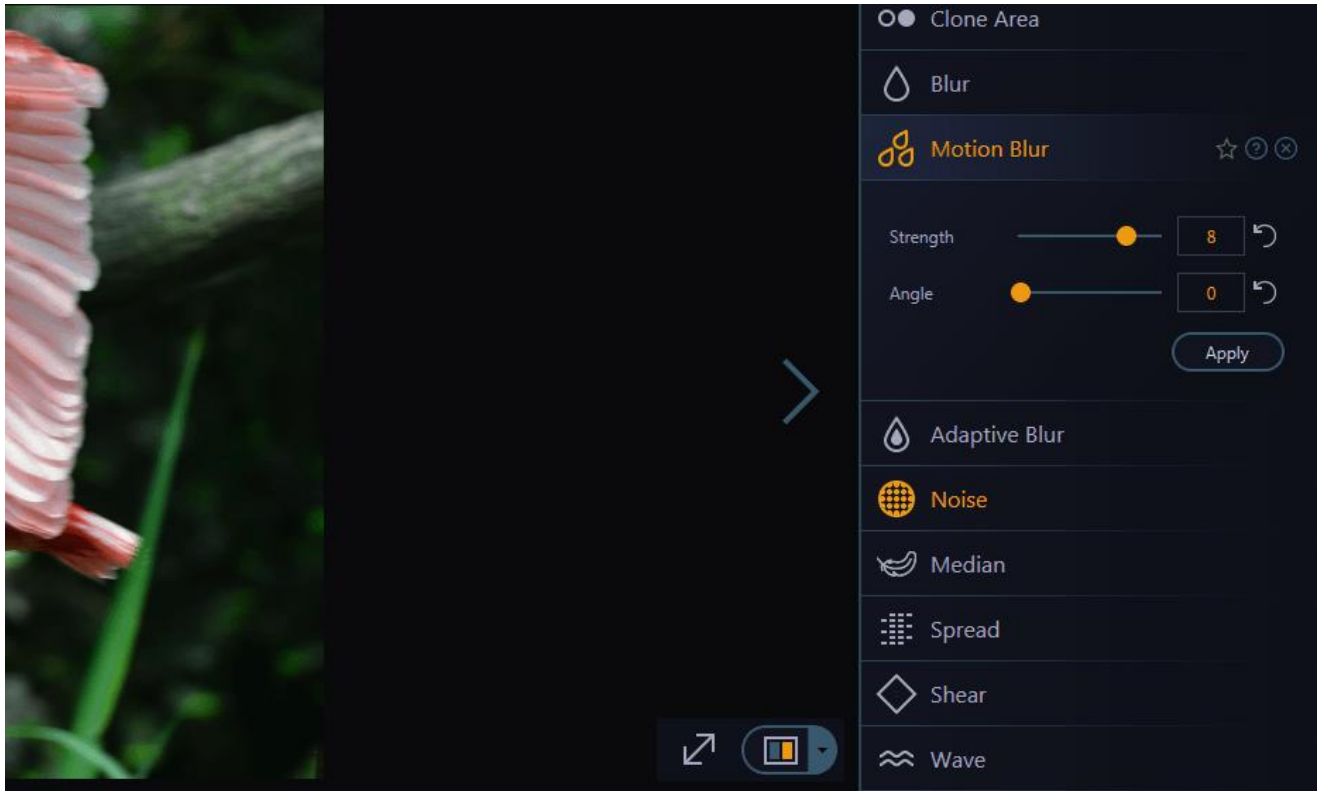 Clone Area
Blur
Motion Blur
Strength 8
Angle 0
Apply
Adaptive Blur
Noise
Median
Spread
Shear
Wave